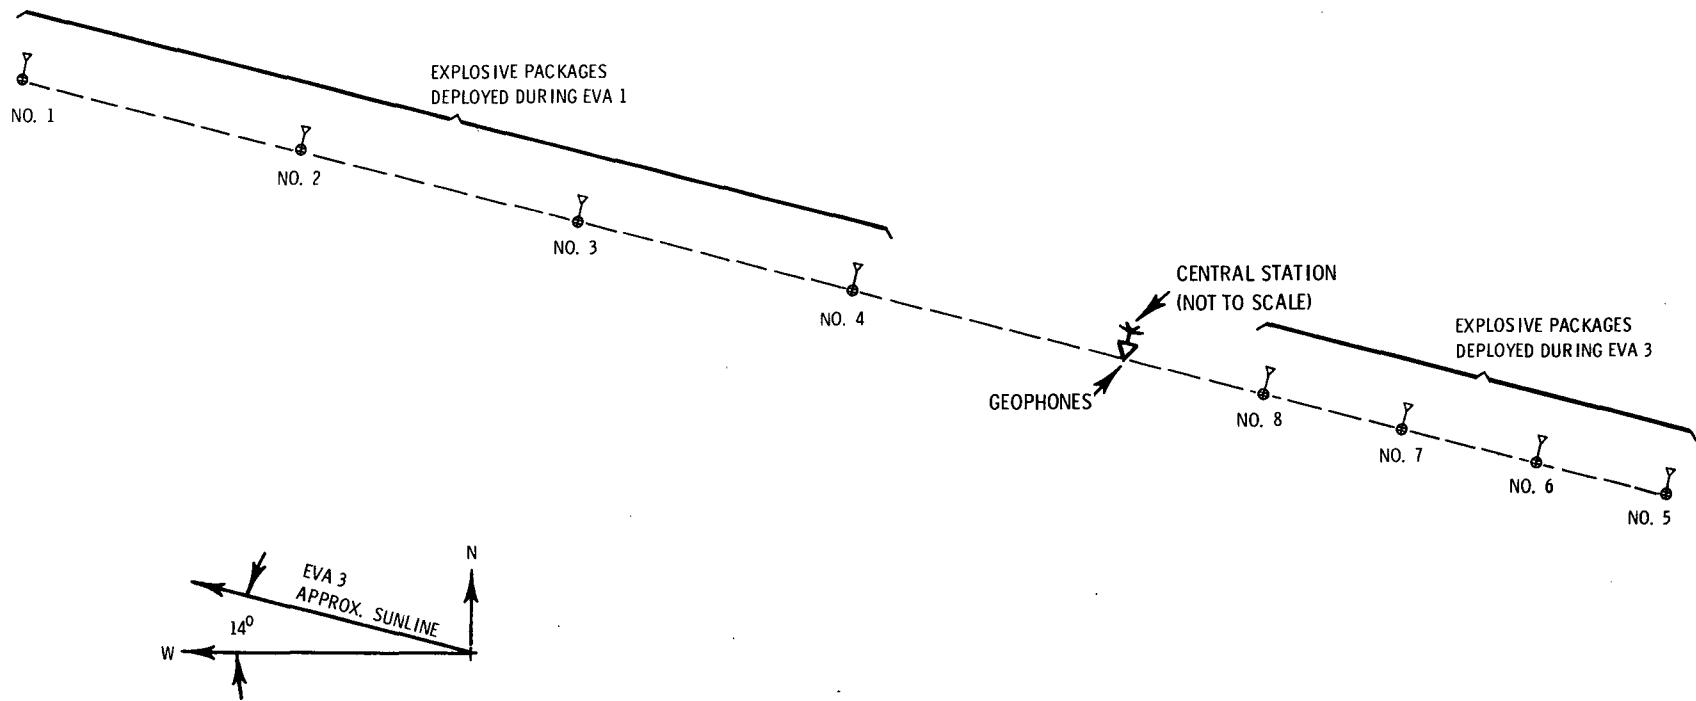 EXPLOSIVE PACKAGES
DEPLOYED DURING EVA 1
NO. 1
NO. 2
NO. 3
NO. 4
CENTRAL STATION
(NOT TO SCALE)
GEOPHONES
EXPLOSIVE PACKAGES
DEPLOYED DURING EVA 3
NO. 8
NO. 7
NO. 6
NO. 5
N
EVA 3
APPROX. SUNLINE
14⁰
W